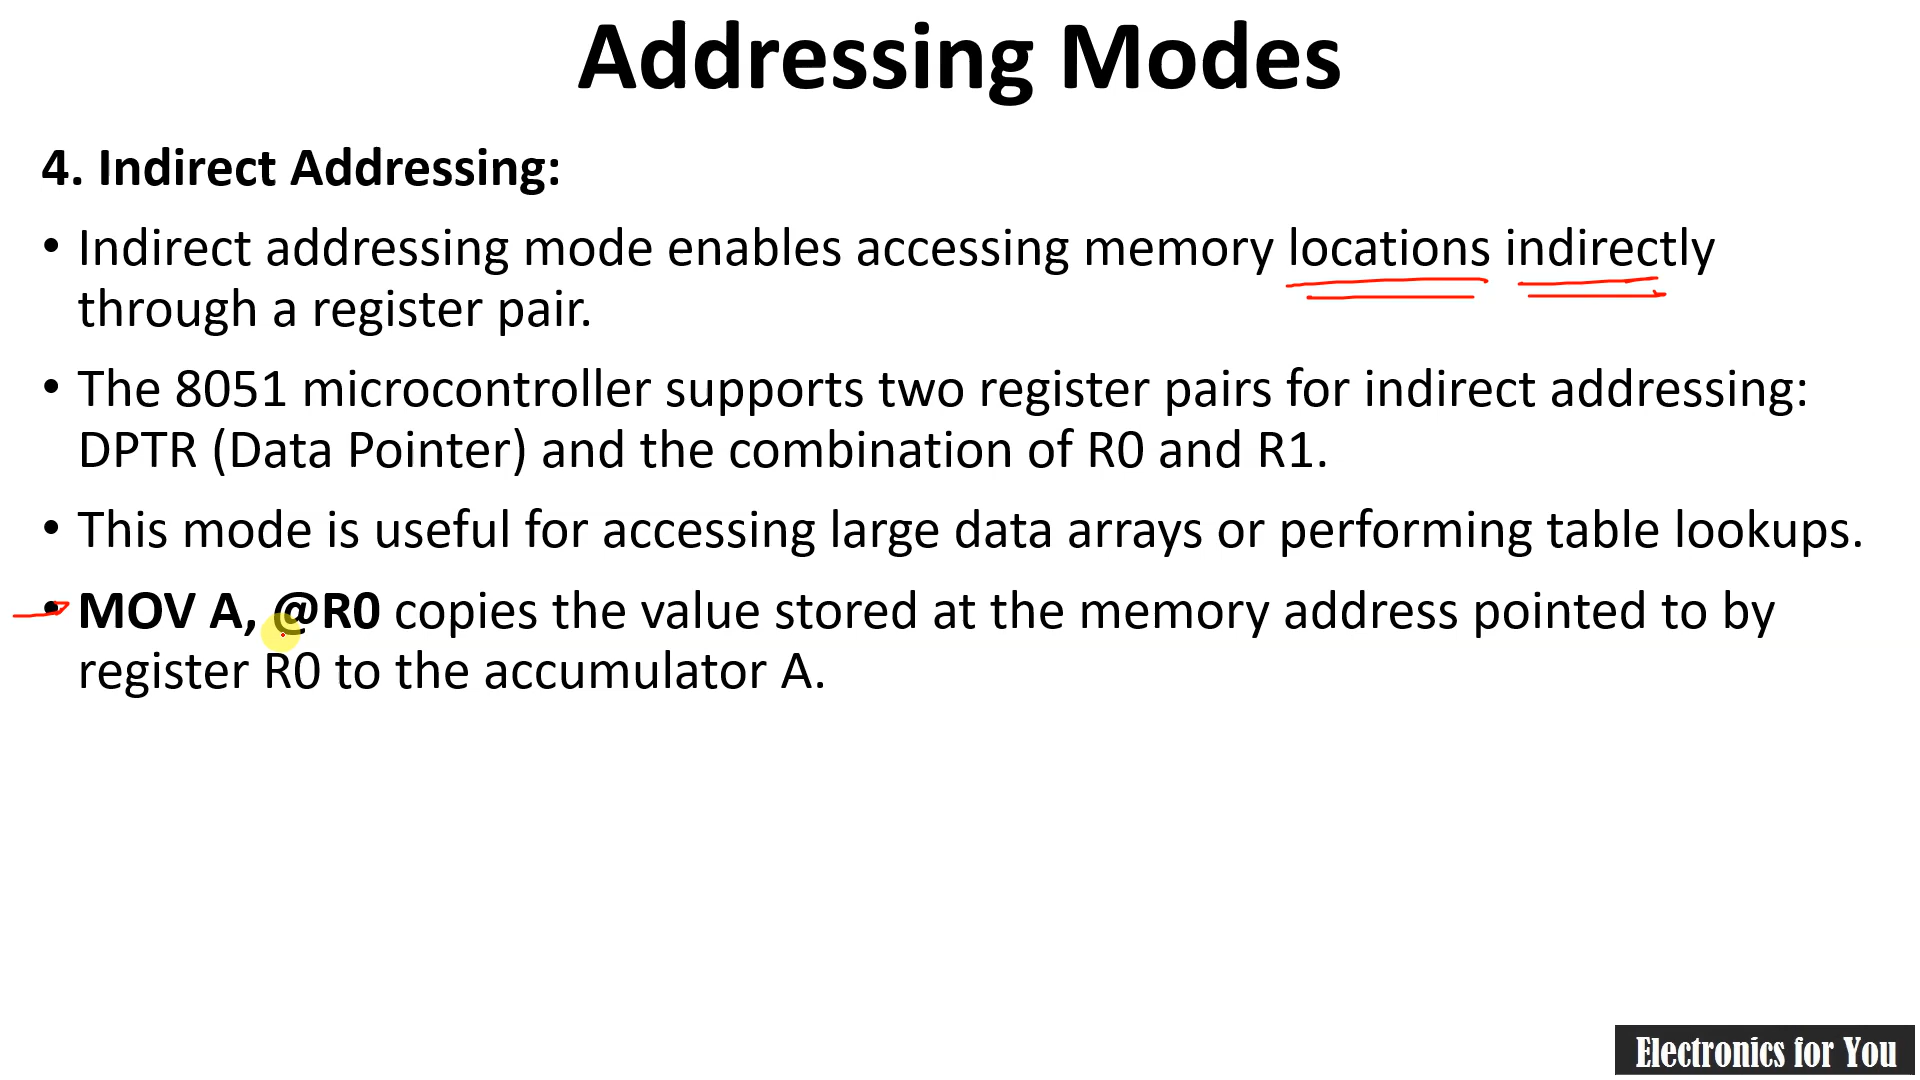 Addressing Modes
4. Indirect Addressing:
• Indirect addressing mode enables accessing memory locations indirectly
through a register pair.
• The 8051 microcontroller supports two register pairs for indirect addressing:
DPTR (Data Pointer) and the combination of R0 and R1.
• This mode is useful for accessing large data arrays or performing table lookups.
• MOV A, @R0 copies the value stored at the memory address pointed to by
register R0 to the accumulator A.
Electronics for You